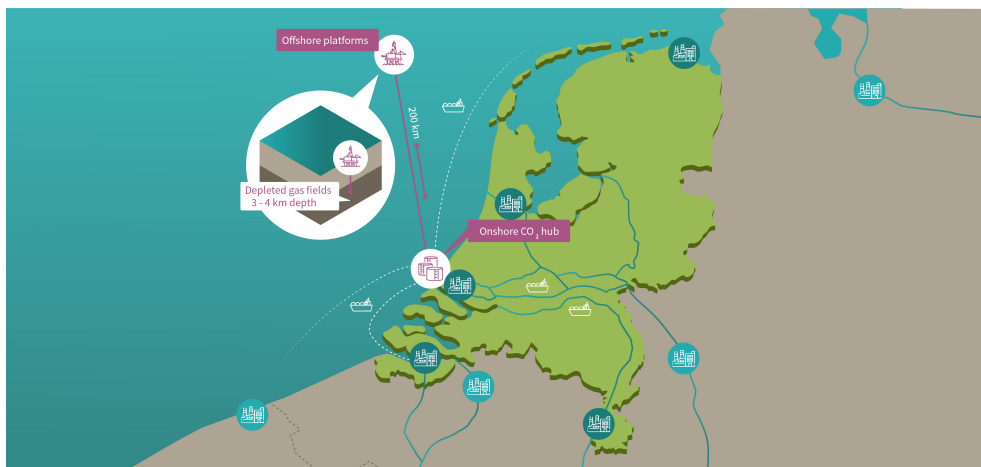 Offshore platforms
200 km
Depleted gas fields
3 - 4 km depth
Onshore CO₂ hub